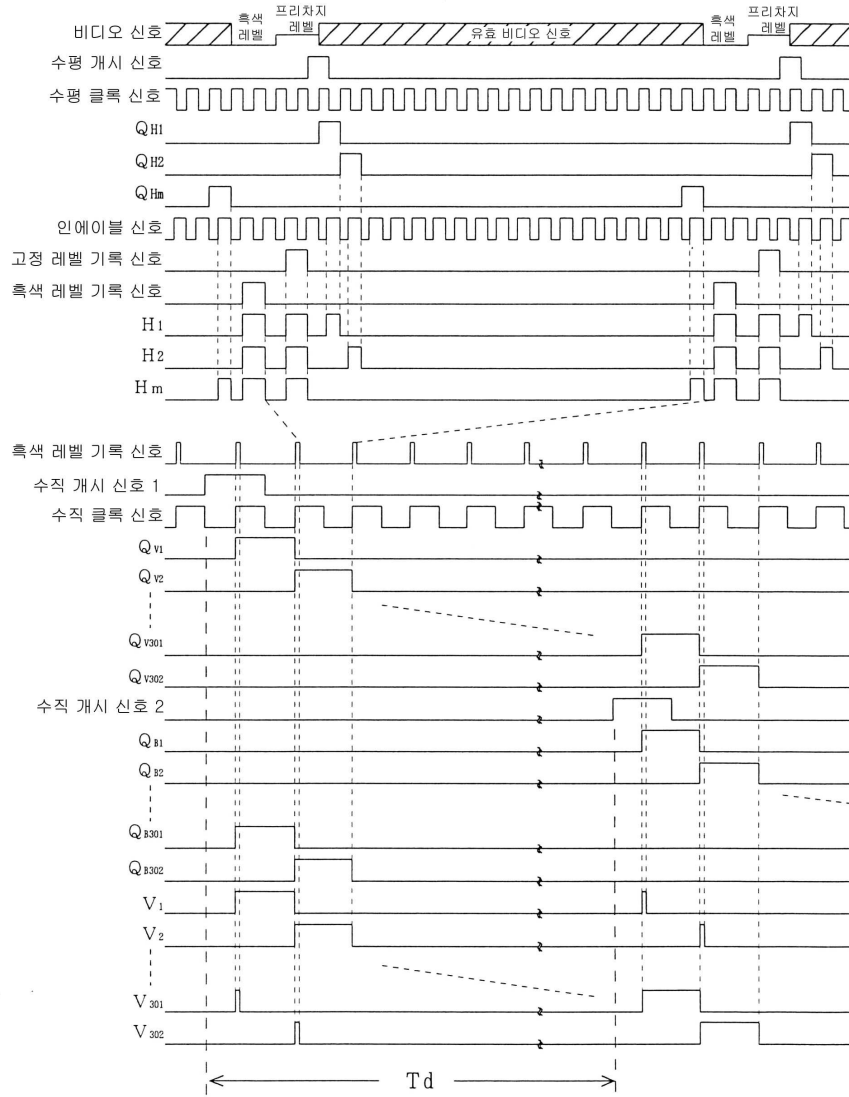 비디오 신호
흑색 레벨
프리차지 레벨
유효 비디오 신호
흑색 레벨
프리차지 레벨
수평 개시 신호
수평 클록 신호
QH1
QH2
QHm
인에이블 신호
고정 레벨 기록 신호
흑색 레벨 기록 신호
H1
H2
Hm
흑색 레벨 기록 신호
수직 개시 신호 1
수직 클록 신호
QV1
QV2
QV301
QV302
수직 개시 신호 2
QB1
QB2
QB301
QB302
V1
V2
V301
V302
Td